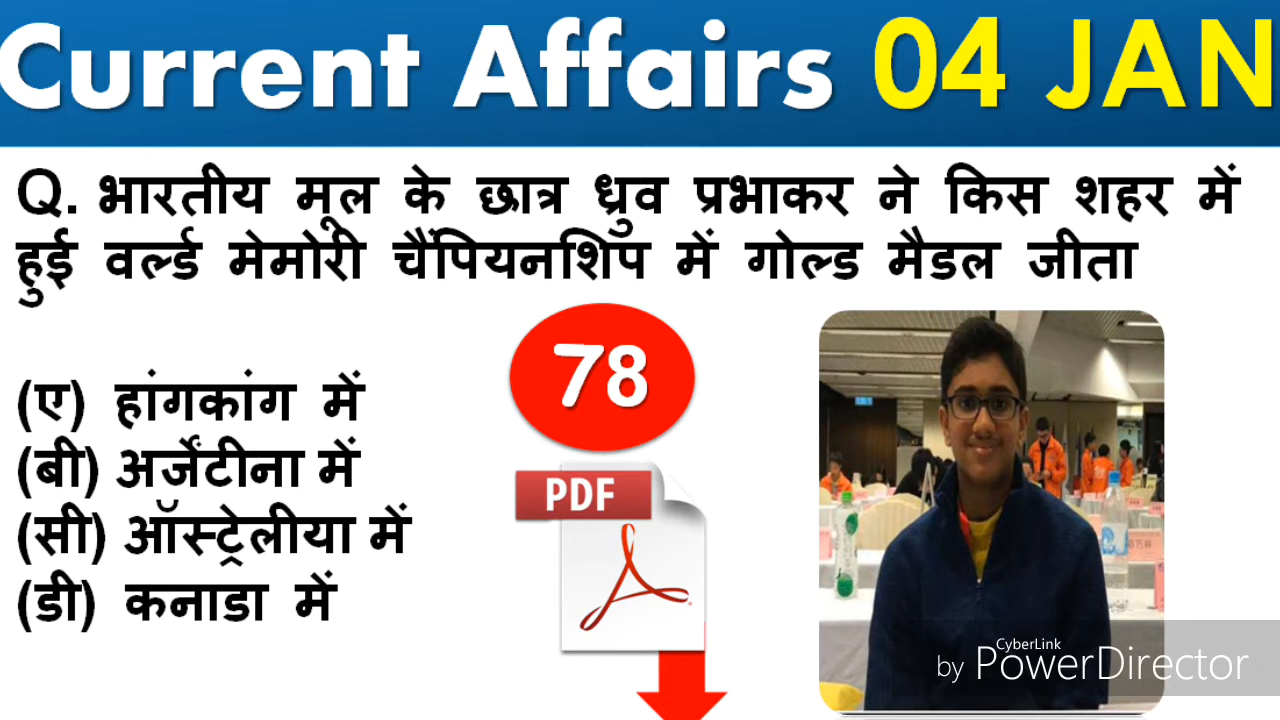 Current Affairs 04 JAN
Q. भारतीय मूल के छात्र ध्रुव प्रभाकर ने किस शहर में
हुई वर्ल्ड मेमोरी चैंपियनशिप में गोल्ड मैडल जीता
78
(ए) हांगकांग में
(बी) अर्जेंटीना में
(सी) ऑस्ट्रेलीया में
(डी) कनाडा में
PDF
by CyberLink PowerDirector